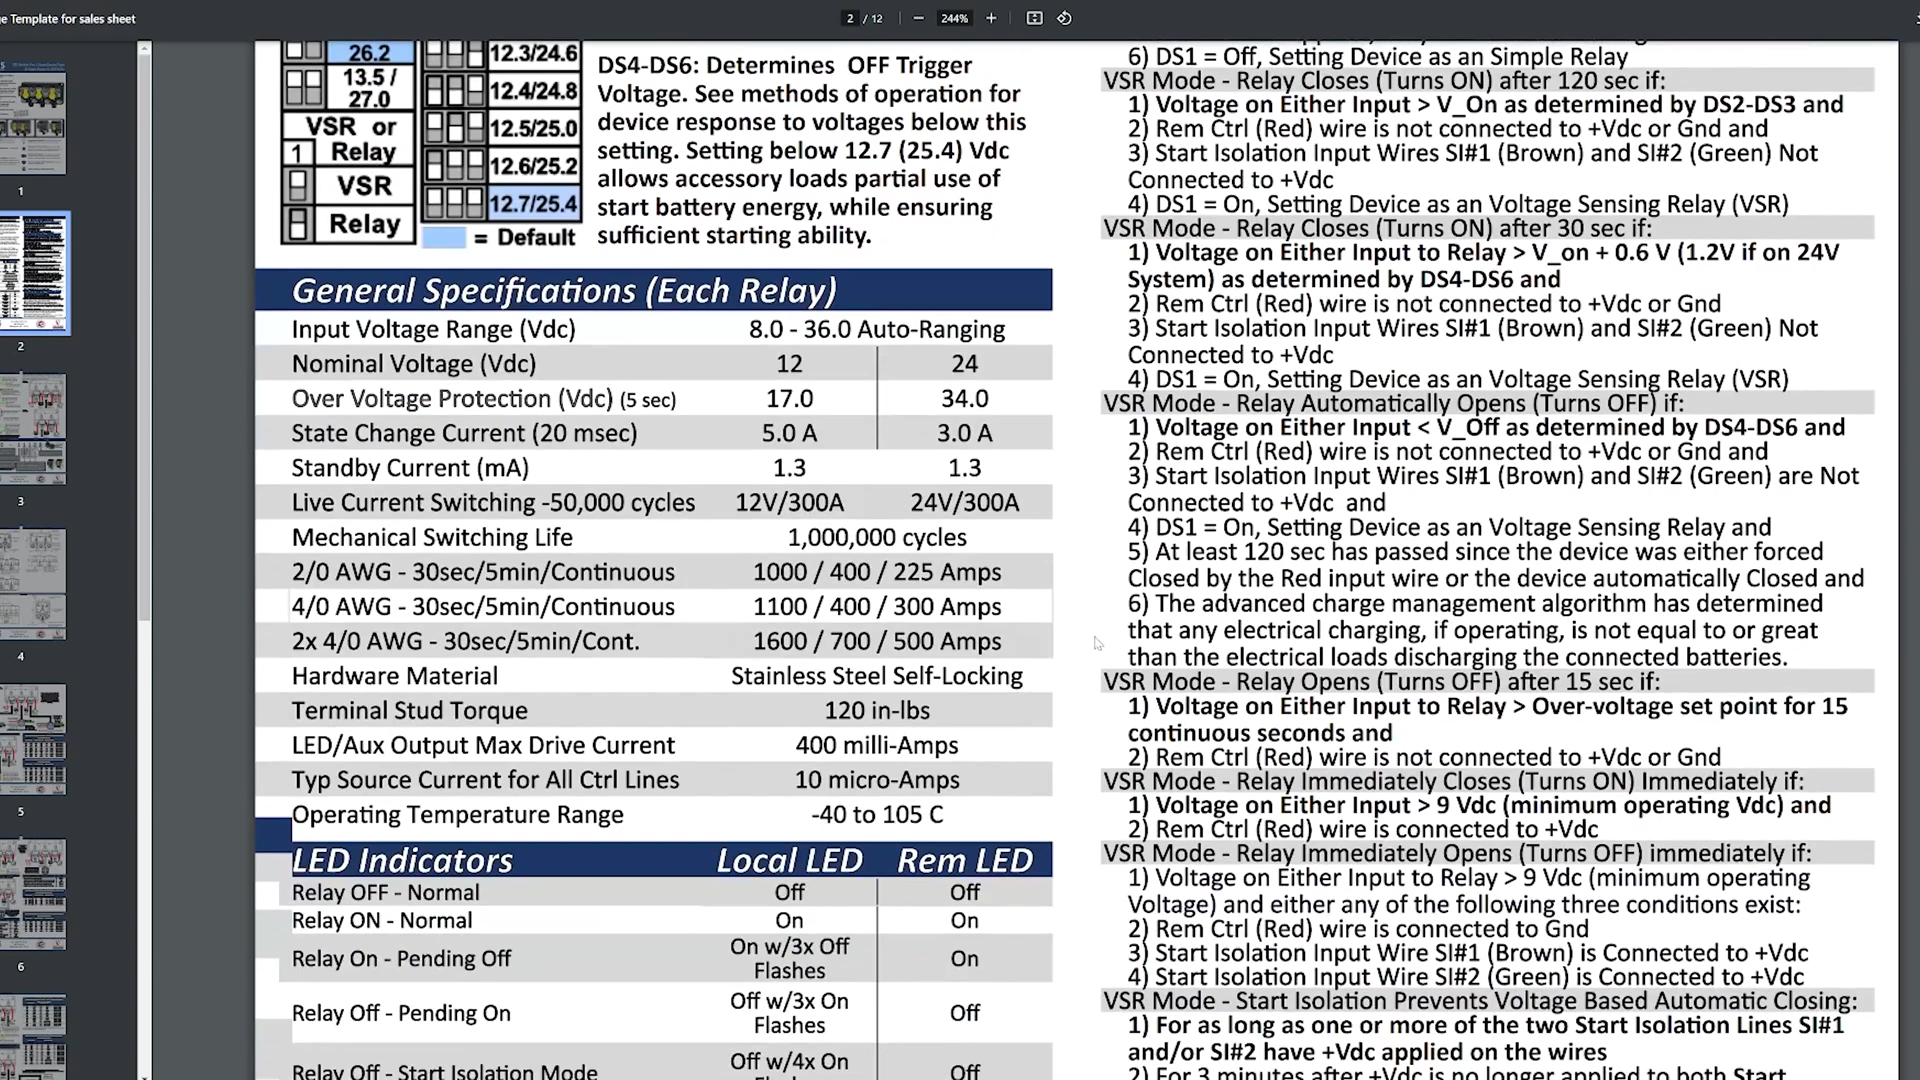 e Template for sales sheet
2 / 12
244%
1
2
3
4
5
6
26.2
13.5 /
27.0
VSR or
1 Relay
VSR
Relay
12.3/24.6
12.4/24.8
12.5/25.0
12.6/25.2
12.7/25.4
= Default
DS4-DS6: Determines OFF Trigger
Voltage. See methods of operation for
device response to voltages below this
setting. Setting below 12.7 (25.4) Vdc
allows accessory loads partial use of
start battery energy, while ensuring
sufficient starting ability.
General Specifications (Each Relay)
Input Voltage Range (Vdc) 8.0 - 36.0 Auto-Ranging
Nominal Voltage (Vdc) 12 24
Over Voltage Protection (Vdc) (5 sec) 17.0 34.0
State Change Current (20 msec) 5.0 A 3.0 A
Standby Current (mA) 1.3 1.3
Live Current Switching -50,000 cycles 12V/300A 24V/300A
Mechanical Switching Life 1,000,000 cycles
2/0 AWG - 30sec/5min/Continuous 1000 / 400 / 225 Amps
4/0 AWG - 30sec/5min/Continuous 1100 / 400 / 300 Amps
2x 4/0 AWG - 30sec/5min/Cont. 1600 / 700 / 500 Amps
Hardware Material Stainless Steel Self-Locking
Terminal Stud Torque 120 in-lbs
LED/Aux Output Max Drive Current 400 milli-Amps
Typ Source Current for All Ctrl Lines 10 micro-Amps
Operating Temperature Range -40 to 105 C
LED Indicators Local LED Rem LED
Relay OFF - Normal Off Off
Relay ON - Normal On On
Relay On - Pending Off On w/3x Off Flashes On
Relay Off - Pending On Off w/3x On Flashes Off
Relay Off - Start Isolation Mode Off w/4x On Off
6) DS1 = Off, Setting Device as an Simple Relay
VSR Mode - Relay Closes (Turns ON) after 120 sec if:
1) Voltage on Either Input > V_On as determined by DS2-DS3 and
2) Rem Ctrl (Red) wire is not connected to +Vdc or Gnd and
3) Start Isolation Input Wires SI#1 (Brown) and SI#2 (Green) Not
Connected to +Vdc
4) DS1 = On, Setting Device as an Voltage Sensing Relay (VSR)
VSR Mode - Relay Closes (Turns ON) after 30 sec if:
1) Voltage on Either Input to Relay > V_on + 0.6 V (1.2V if on 24V
System) as determined by DS4-DS6 and
2) Rem Ctrl (Red) wire is not connected to +Vdc or Gnd
3) Start Isolation Input Wires SI#1 (Brown) and SI#2 (Green) Not
Connected to +Vdc
4) DS1 = On, Setting Device as an Voltage Sensing Relay (VSR)
VSR Mode - Relay Automatically Opens (Turns OFF) if:
1) Voltage on Either Input < V_Off as determined by DS4-DS6 and
2) Rem Ctrl (Red) wire is not connected to +Vdc or Gnd and
3) Start Isolation Input Wires SI#1 (Brown) and SI#2 (Green) are Not
Connected to +Vdc and
4) DS1 = On, Setting Device as an Voltage Sensing Relay and
5) At least 120 sec has passed since the device was either forced
Closed by the Red input wire or the device automatically Closed and
6) The advanced charge management algorithm has determined
that any electrical charging, if operating, is not equal to or great
than the electrical loads discharging the connected batteries.
VSR Mode - Relay Opens (Turns OFF) after 15 sec if:
1) Voltage on Either Input to Relay > Over-voltage set point for 15
continuous seconds and
2) Rem Ctrl (Red) wire is not connected to +Vdc or Gnd
VSR Mode - Relay Immediately Closes (Turns ON) Immediately if:
1) Voltage on Either Input > 9 Vdc (minimum operating Vdc) and
2) Rem Ctrl (Red) wire is connected to +Vdc
VSR Mode - Relay Immediately Opens (Turns OFF) immediately if:
1) Voltage on Either Input to Relay > 9 Vdc (minimum operating
Voltage) and either any of the following three conditions exist:
2) Rem Ctrl (Red) wire is connected to Gnd
3) Start Isolation Input Wire SI#1 (Brown) is Connected to +Vdc
4) Start Isolation Input Wire SI#2 (Green) is Connected to +Vdc
VSR Mode - Start Isolation Prevents Voltage Based Automatic Closing:
1) For as long as one or more of the two Start Isolation Lines SI#1
and/or SI#2 have +Vdc applied on the wires
2) For 3 minutes after +Vdc is no longer applied to both Start